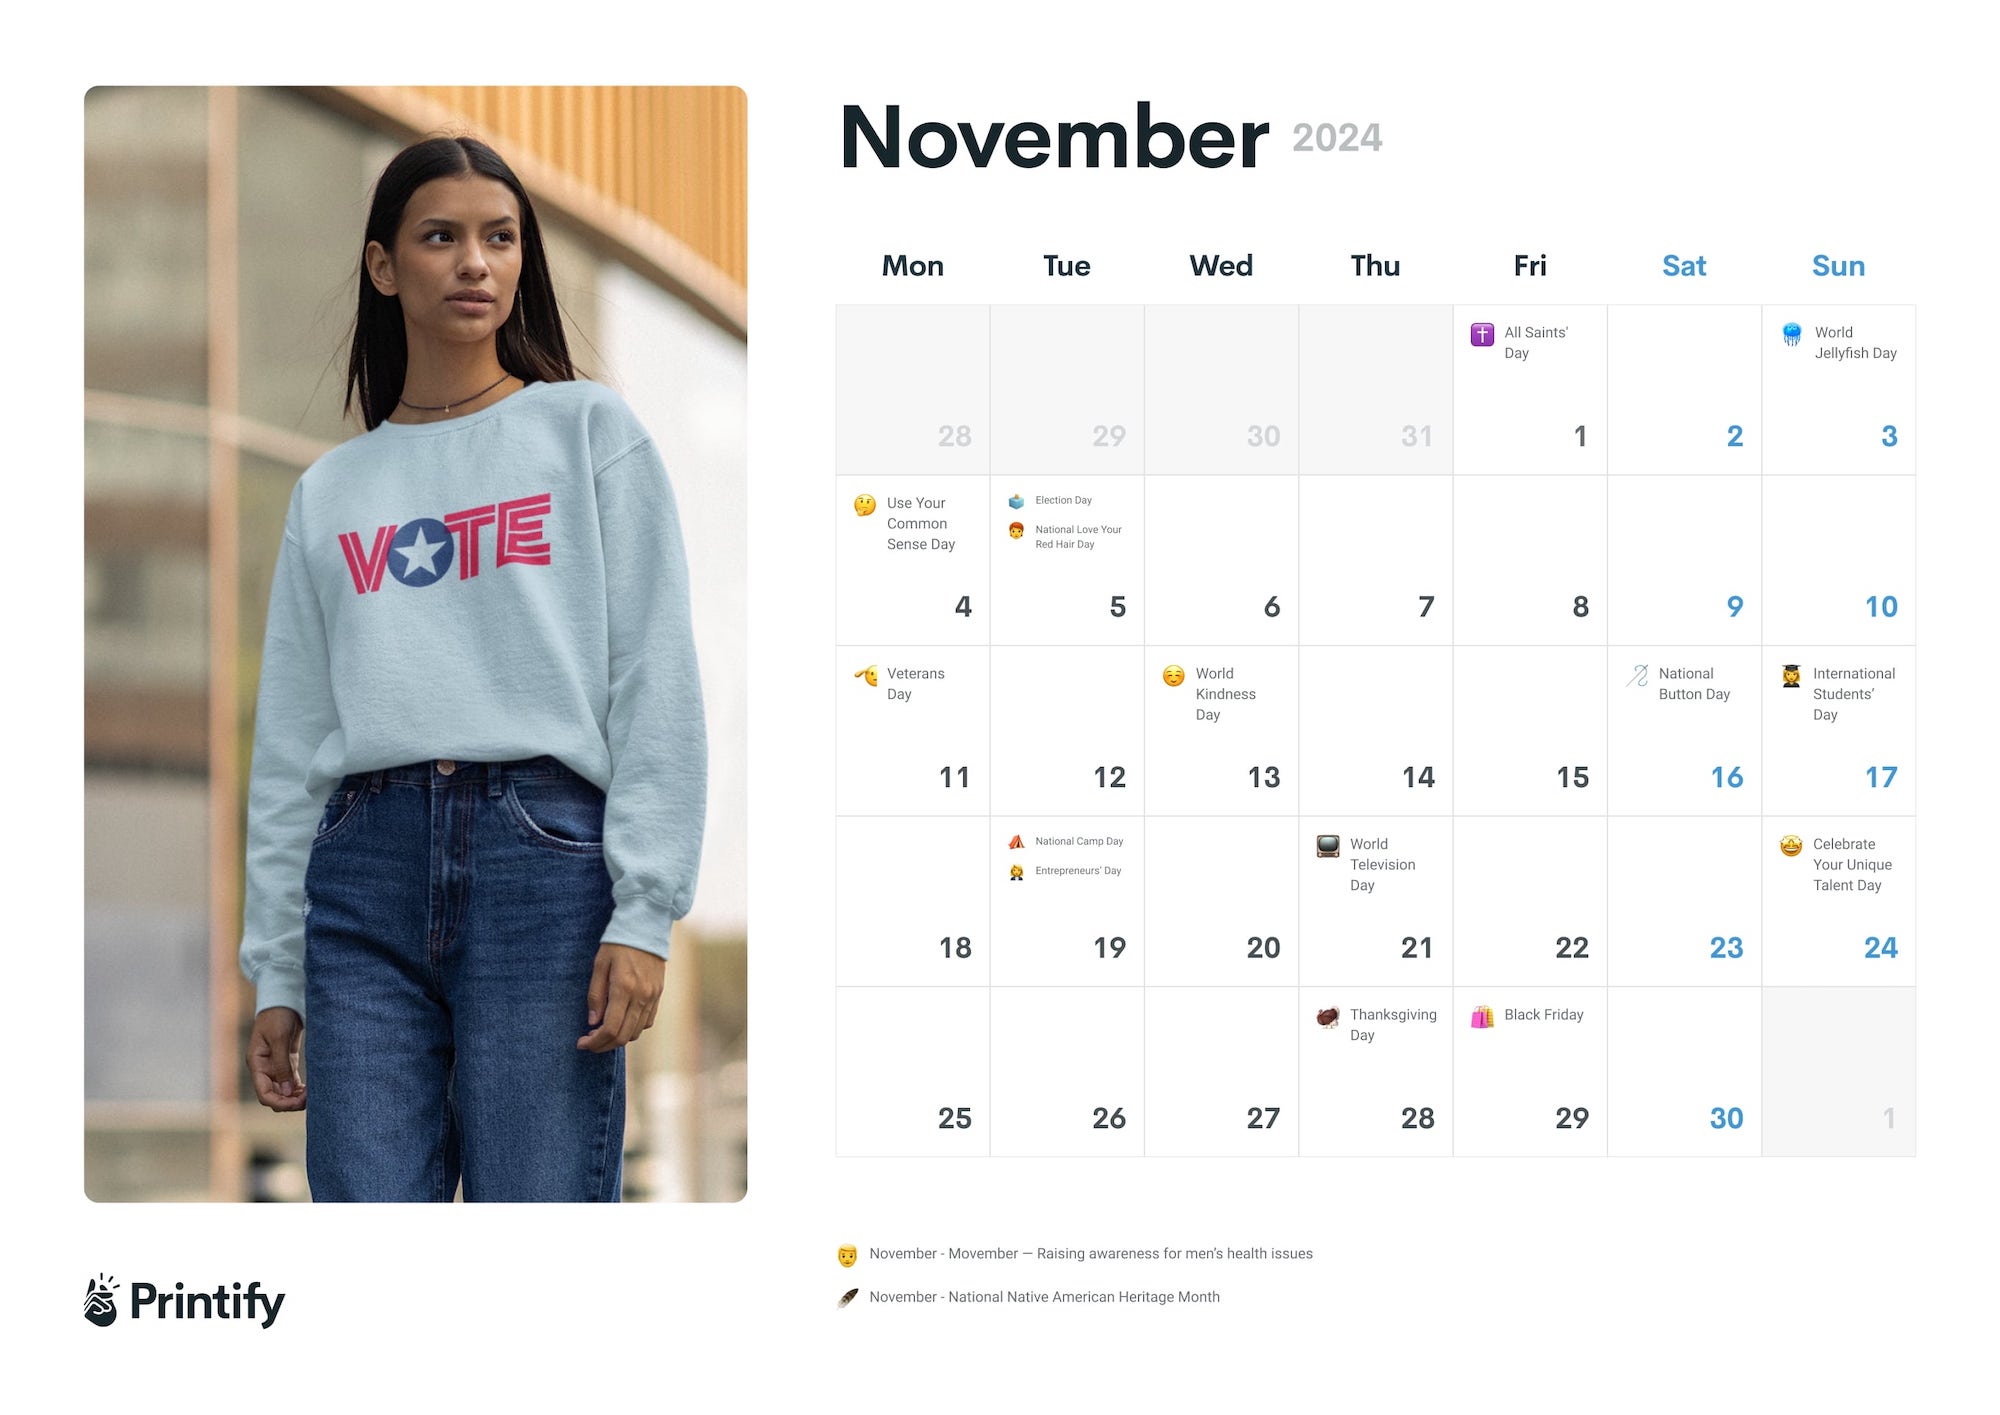 VOTE
Printify
November 2024
Mon Tue Wed Thu Fri Sat Sun
All Saints'
Day
World
Jellyfish Day
28 29 30 31 1 2 3
Use Your
Common
Sense Day
Election Day
National Love Your
Red Hair Day
4 5 6 7 8 9 10
Veterans
Day
World
Kindness
Day
National
Button Day
International
Students’
Day
11 12 13 14 15 16 17
National Camp Day
Entrepreneurs’ Day
World
Television
Day
Celebrate
Your Unique
Talent Day
18 19 20 21 22 23 24
Thanksgiving
Day
Black Friday
25 26 27 28 29 30 1
November - Movember — Raising awareness for men’s health issues
November - National Native American Heritage Month